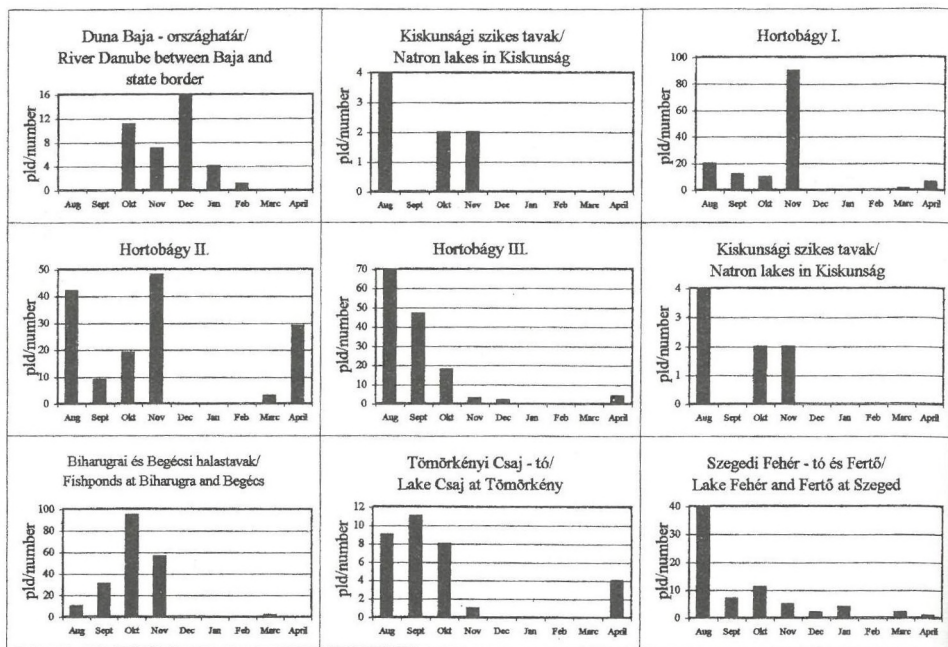 Duna Baja - országhatár/
River Danube between Baja and
state border
pld/number
16
12
8
4
0
Aug Sept Okt Nov Dec Jan Feb Marc April
Kiskunsági szikes tavak/
Natron lakes in Kiskunság
pld/number
4
3
2
1
0
Aug Sept Okt Nov Dec Jan Feb Marc April
Hortobágy I.
pld/number
100
80
60
40
20
0
Aug Sept Okt Nov Dec Jan Feb Marc April
Hortobágy II.
pld/number
50
40
30
20
10
0
Aug Sept Okt Nov Dec Jan Feb Marc April
Hortobágy III.
pld/number
70
60
50
40
30
20
10
0
Aug Sept Okt Nov Dec Jan Feb Marc April
Kiskunsági szikes tavak/
Natron lakes in Kiskunság
pld/number
4
3
2
1
0
Aug Sept Okt Nov Dec Jan Feb Marc April
Biharugrai és Begécsi halastavak/
Fishponds at Biharugra and Begécs
pld/number
100
80
60
40
20
0
Aug Sept Okt Nov Dec Jan Feb Marc April
Tömörkényi Csaj - tó/
Lake Csaj at Tömörkény
pld/number
12
10
8
6
4
2
0
Aug Sept Okt Nov Dec Jan Feb Marc April
Szegedi Fehér - tó és Fertő/
Lake Fehér and Fertő at Szeged
pld/number
40
30
20
10
0
Aug Sept Okt Nov Dec Jan Feb Marc April